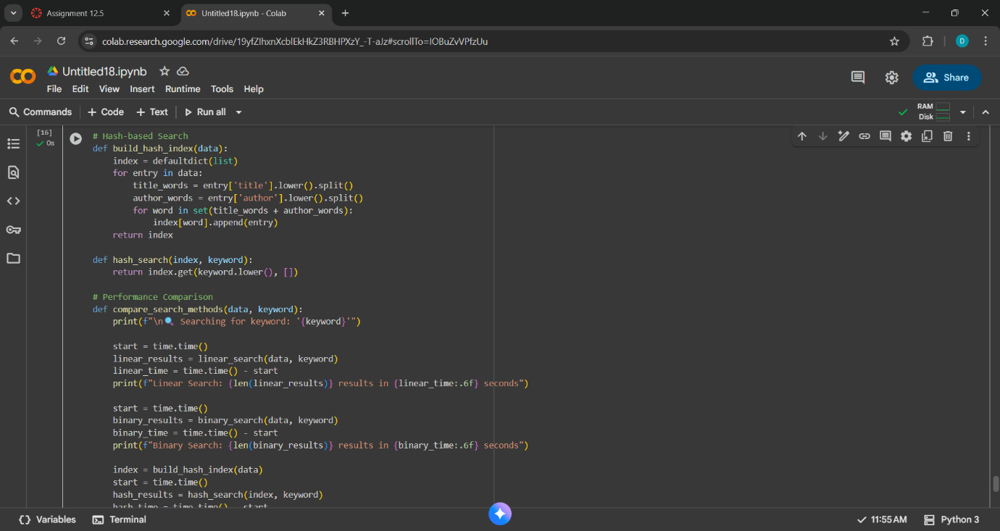 Assignment 12.5
Untitled18.ipynb - Colab
colab.research.google.com/drive/19yfZlhxnXcblEkHkZ3RBHPXzY_-T-aJz#scrollTo=IOBuZvVPfzUu
D
Untitled18.ipynb
File Edit View Insert Runtime Tools Help
Share
Commands + Code + Text Run all
RAM
Disk
[16]
0s
# Hash-based Search
def build_hash_index(data):
    index = defaultdict(list)
    for entry in data:
        title_words = entry['title'].lower().split()
        author_words = entry['author'].lower().split()
        for word in set(title_words + author_words):
            index[word].append(entry)
    return index
def hash_search(index, keyword):
    return index.get(keyword.lower(), [])
# Performance Comparison
def compare_search_methods(data, keyword):
    print(f"\n🔍 Searching for keyword: '{keyword}'")
    start = time.time()
    linear_results = linear_search(data, keyword)
    linear_time = time.time() - start
    print(f"Linear Search: {len(linear_results)} results in {linear_time:.6f} seconds")
    start = time.time()
    binary_results = binary_search(data, keyword)
    binary_time = time.time() - start
    print(f"Binary Search: {len(binary_results)} results in {binary_time:.6f} seconds")
    index = build_hash_index(data)
    start = time.time()
    hash_results = hash_search(index, keyword)
    hash_time = time.time() - start
Variables Terminal
11:55 AM Python 3